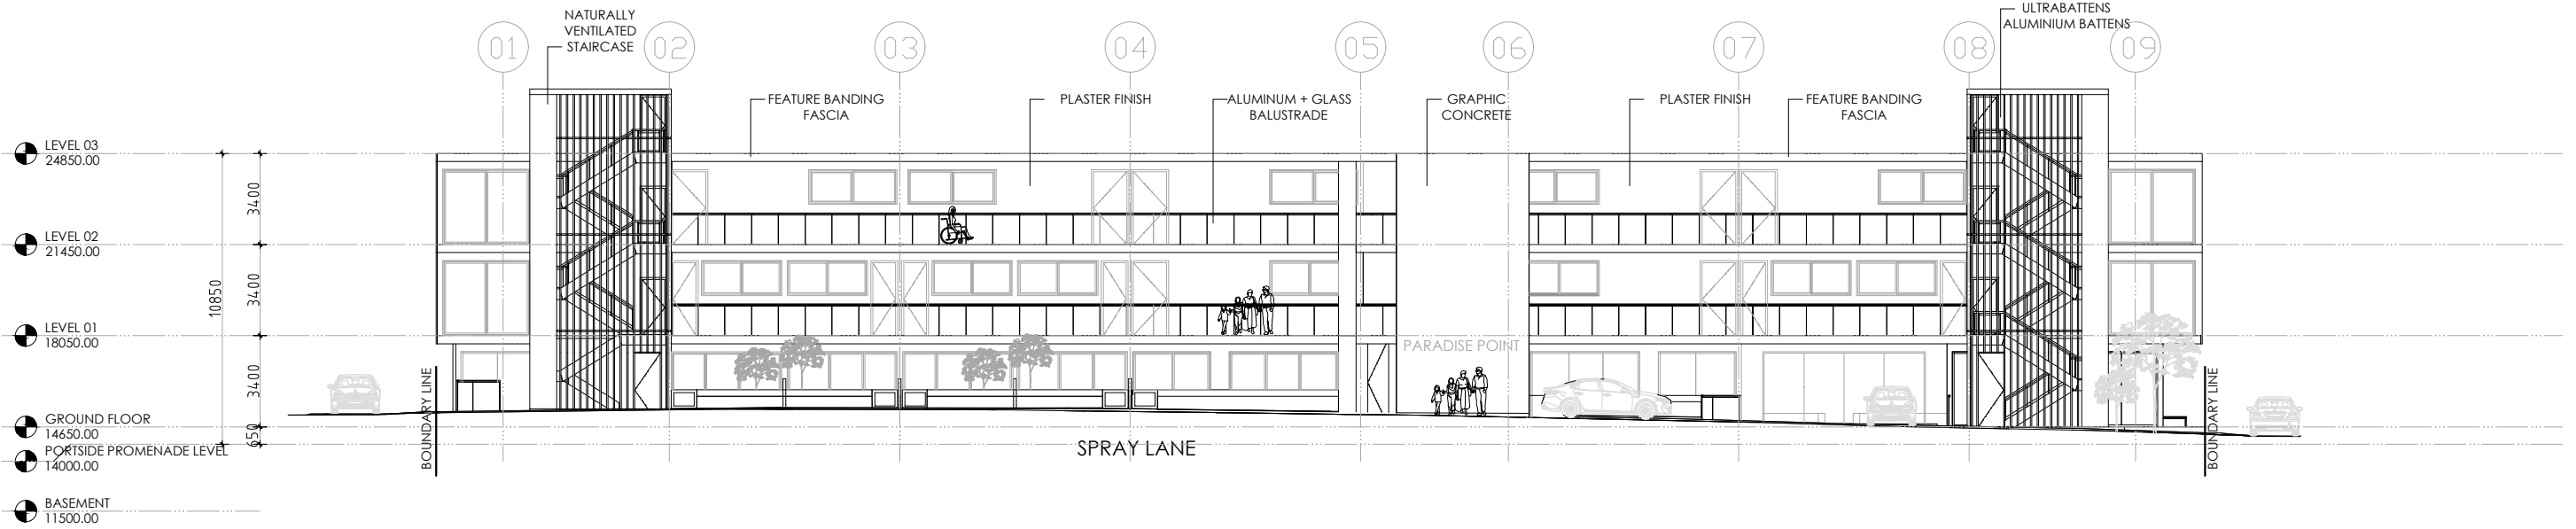 NATURALLY
VENTILATED
STAIRCASE
ULTRABATTENS
ALUMINIUM BATTENS
01
02
03
04
05
06
07
08
09
FEATURE BANDING
FASCIA
PLASTER FINISH
ALUMINUM + GLASS
BALUSTRADE
GRAPHIC
CONCRETE
PLASTER FINISH
FEATURE BANDING
FASCIA
LEVEL 03
24850.00
3400
LEVEL 02
21450.00
10850
3400
LEVEL 01
18050.00
PARADISE POINT
3400
GROUND FLOOR
14650.00
650
PORTSIDE PROMENADE LEVEL
14000.00
BOUNDARY LINE
SPRAY LANE
BOUNDARY LINE
BASEMENT
11500.00